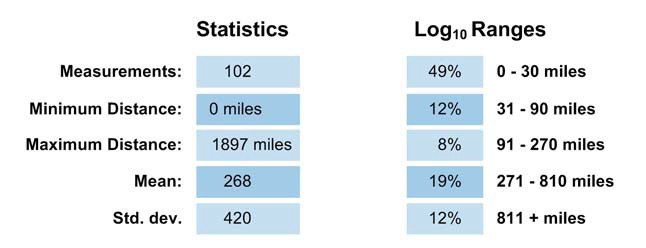 Statistics Log10 Ranges
Measurements: 102 49% 0 - 30 miles
Minimum Distance: 0 miles 12% 31 - 90 miles
Maximum Distance: 1897 miles 8% 91 - 270 miles
Mean: 268 19% 271 - 810 miles
Std. dev. 420 12% 811 + miles